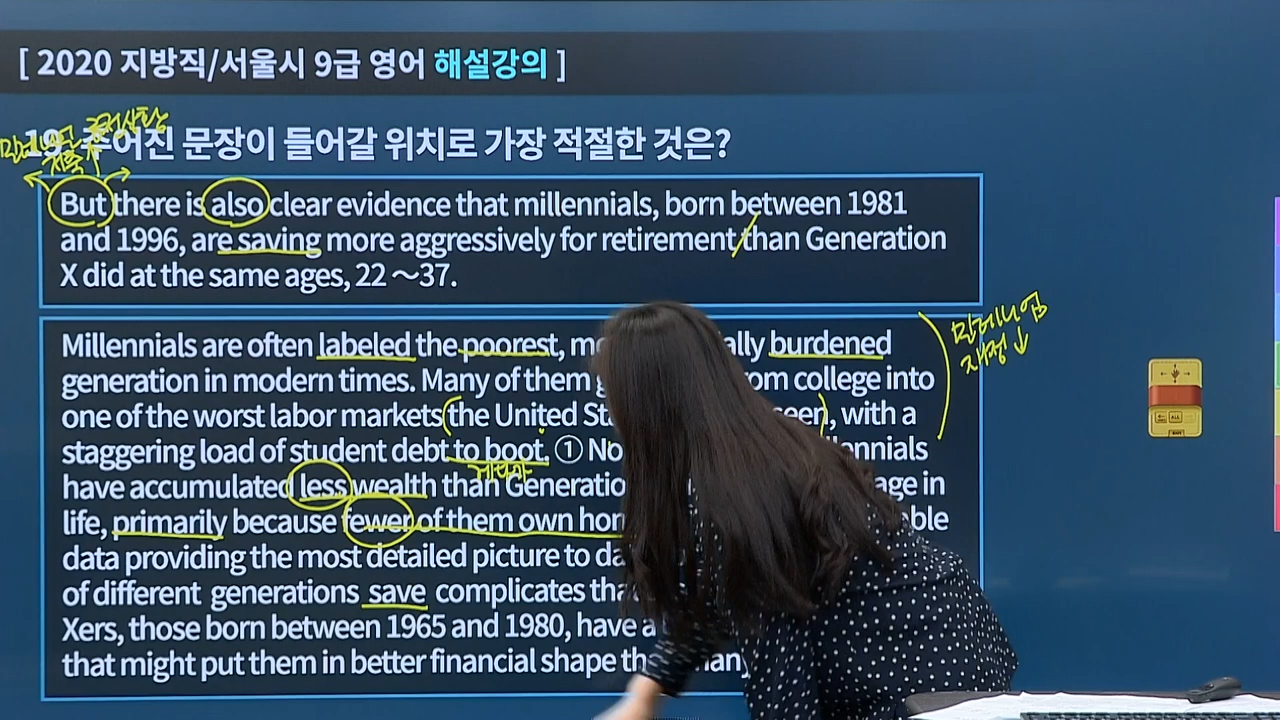 [ 2020 지방직/서울시 9급 영어 해설강의 ]
19. 주어진 문장이 들어갈 위치로 가장 적절한 것은?
But there is also clear evidence that millennials, born between 1981
and 1996, are saving more aggressively for retirement than Generation
X did at the same ages, 22～37.
Millennials are often labeled the poorest, ally burdened
밀레니엄
generation in modern times. Many of them om college into
재정↓
one of the worst labor markets the United Sta seen, with a
staggering load of student debt to boot. ① No llennials
게다가
have accumulated less wealth than Generatio age in
life, primarily because fewer of them own hom ble
data providing the most detailed picture to da
of different generations save complicates tha
Xers, those born between 1965 and 1980, have a
that might put them in better financial shape tha many